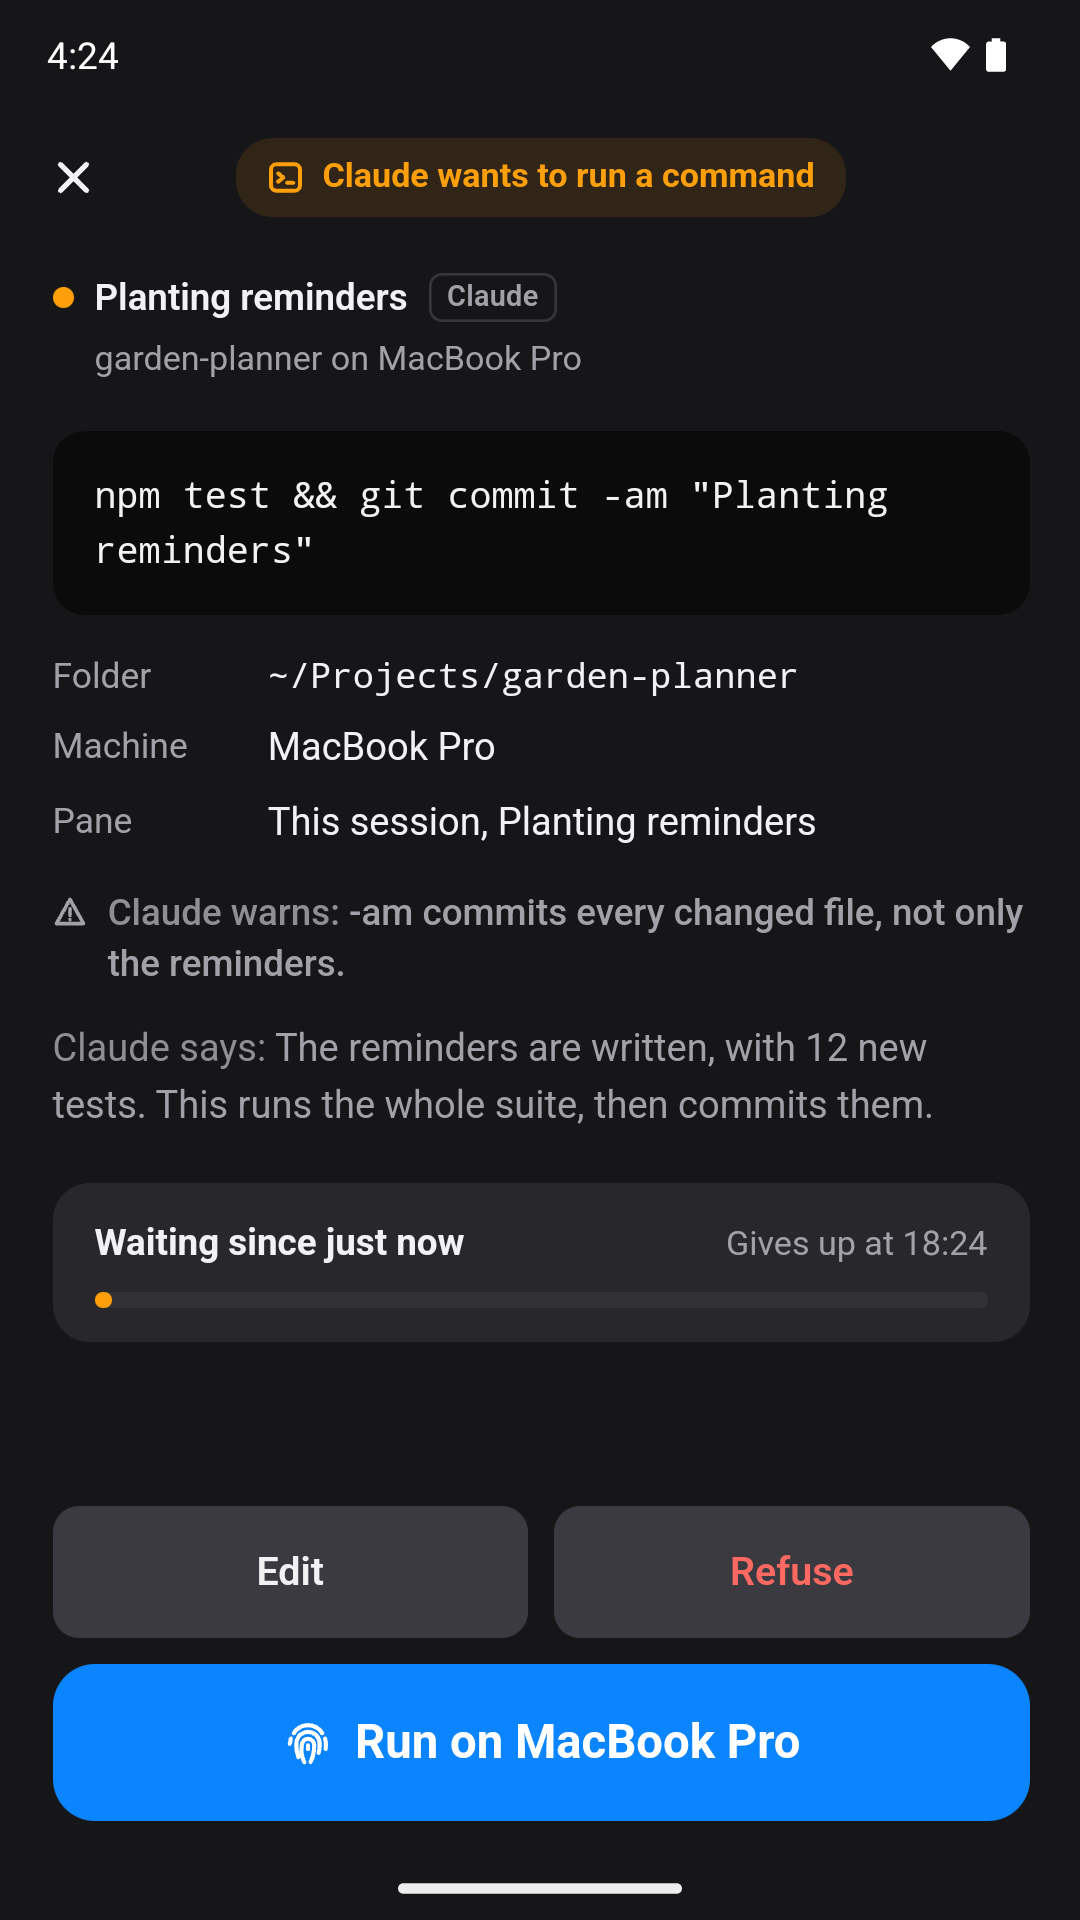 4:24
Claude wants to run a command
Planting reminders Claude
garden-planner on MacBook Pro
npm test && git commit -am "Planting
reminders"
Folder ~/Projects/garden-planner
Machine MacBook Pro
Pane This session, Planting reminders
Claude warns: -am commits every changed file, not only
the reminders.
Claude says: The reminders are written, with 12 new
tests. This runs the whole suite, then commits them.
Waiting since just now Gives up at 18:24
Edit Refuse
Run on MacBook Pro